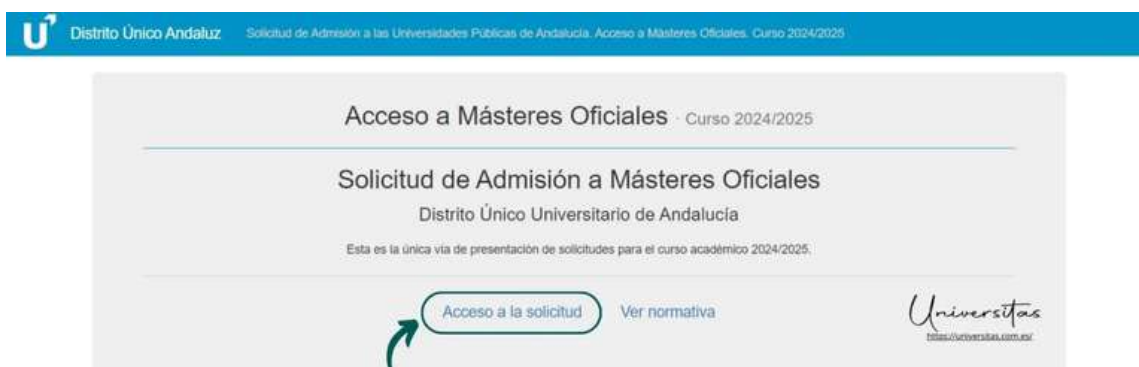 Distrito Único Andaluz Solicitud de Admisión a las Universidades Públicas de Andalucía. Acceso a Másteres Oficiales. Curso 2024/2025
Acceso a Másteres Oficiales · Curso 2024/2025
Solicitud de Admisión a Másteres Oficiales
Distrito Único Universitario de Andalucía
Esta es la única vía de presentación de solicitudes para el curso académico 2024/2025.
Acceso a la solicitud Ver normativa
Universitas
https://universitas.com.es/